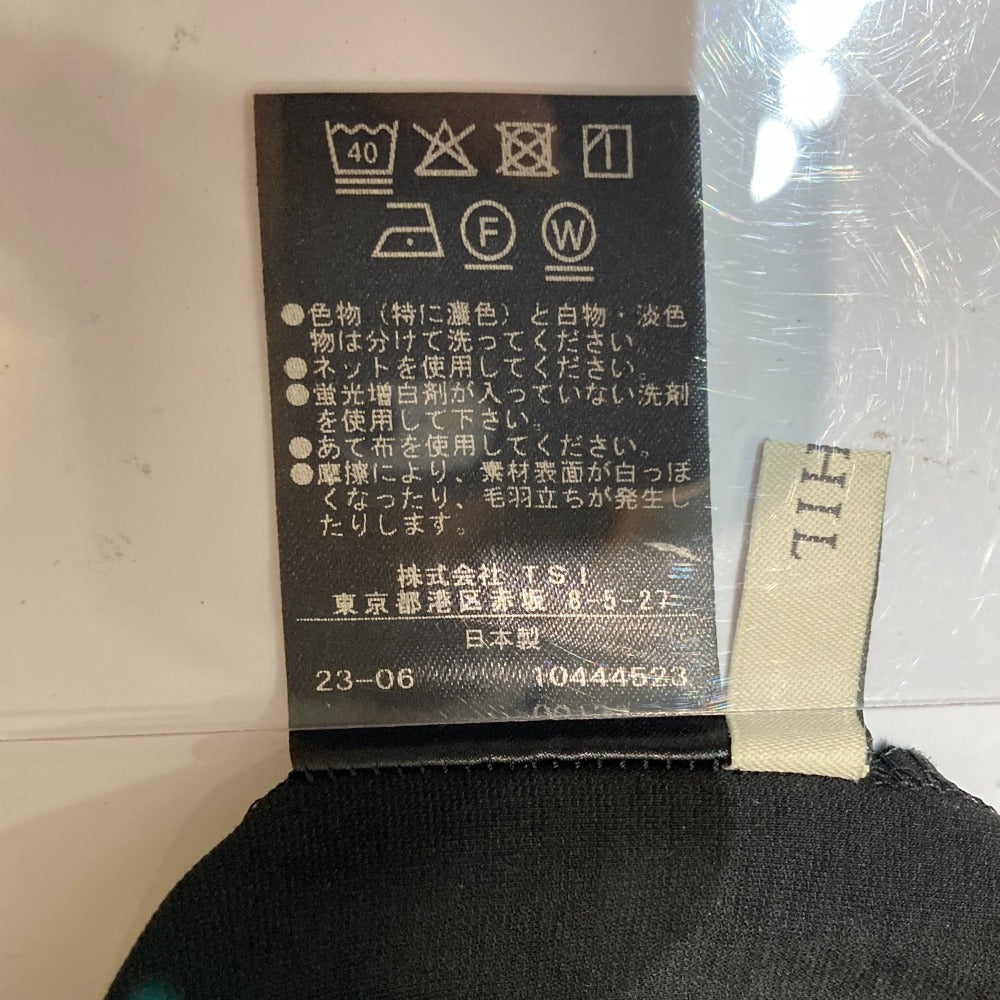 40
F W
●色物（特に濃色）と白物・淡色
物は分けて洗ってください
●ネットを使用してください。
●蛍光増白剤が入っていない洗剤
を使用して下さい。
●あて布を使用してください。
●摩擦により、素材表面が白っぽ
くなったり、毛羽立ちが発生し
たりします。
株式会社 TSI
東京都港区赤坂 8-5-27
日本製
23-06 10444523
HIL